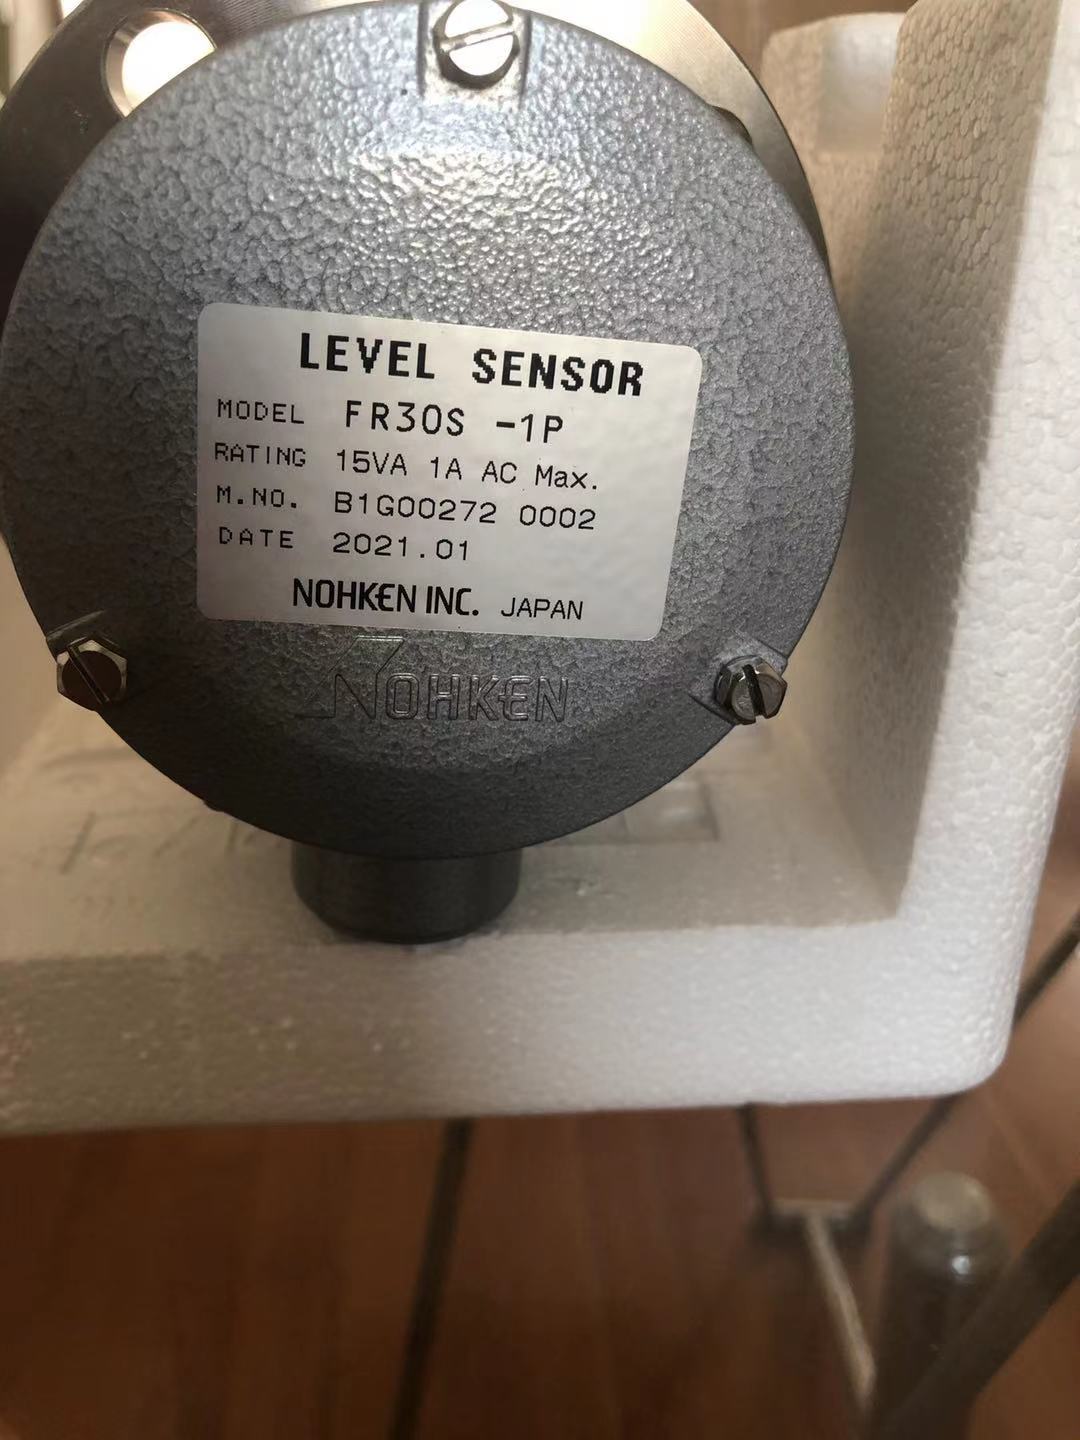 LEVEL SENSOR
MODEL FR30S -1P
RATING 15VA 1A AC Max.
M.NO. B1G00272 0002
DATE 2021.01
NOHKEN INC. JAPAN
NOHKEN